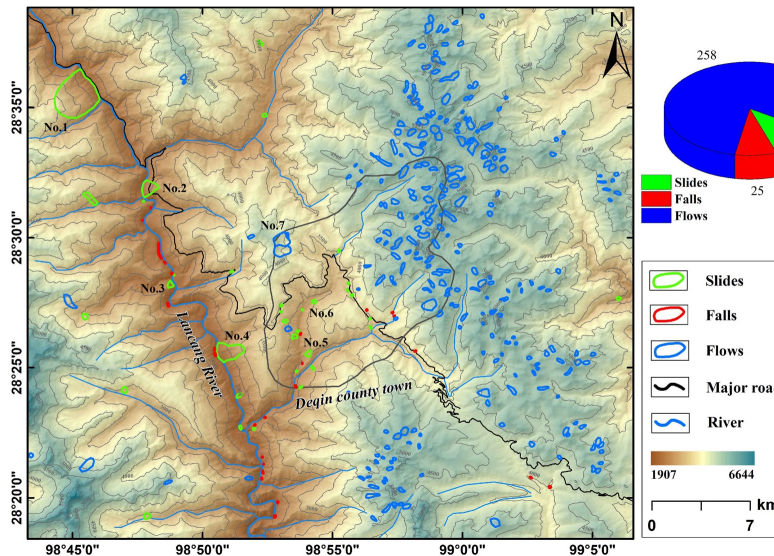 N
258
25
Slides
Falls
Flows
28°35'0"
28°30'0"
28°25'0"
28°20'0"
No.1
No.2
No.7
No.3
No.6
No.4
No.5
Lancang River
Deqin county town
Slides
Falls
Flows
Major roa
River
1907 6644
km
0 7
98°45'0" 98°50'0" 98°55'0" 99°0'0" 99°5'0"